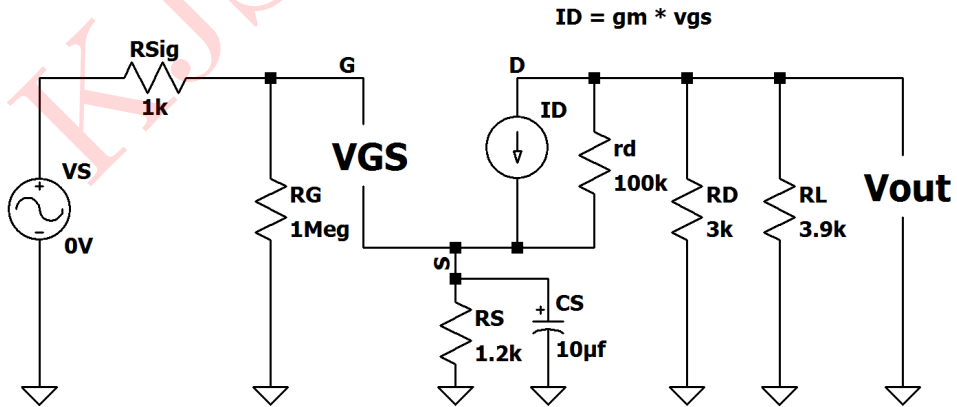 ID = gm * vgs
RSig
1k
G
D
ID
VGS
rd
100k
VS
0V
RG
1Meg
RD
3k
RL
3.9k
Vout
S
RS
1.2k
CS
10µf